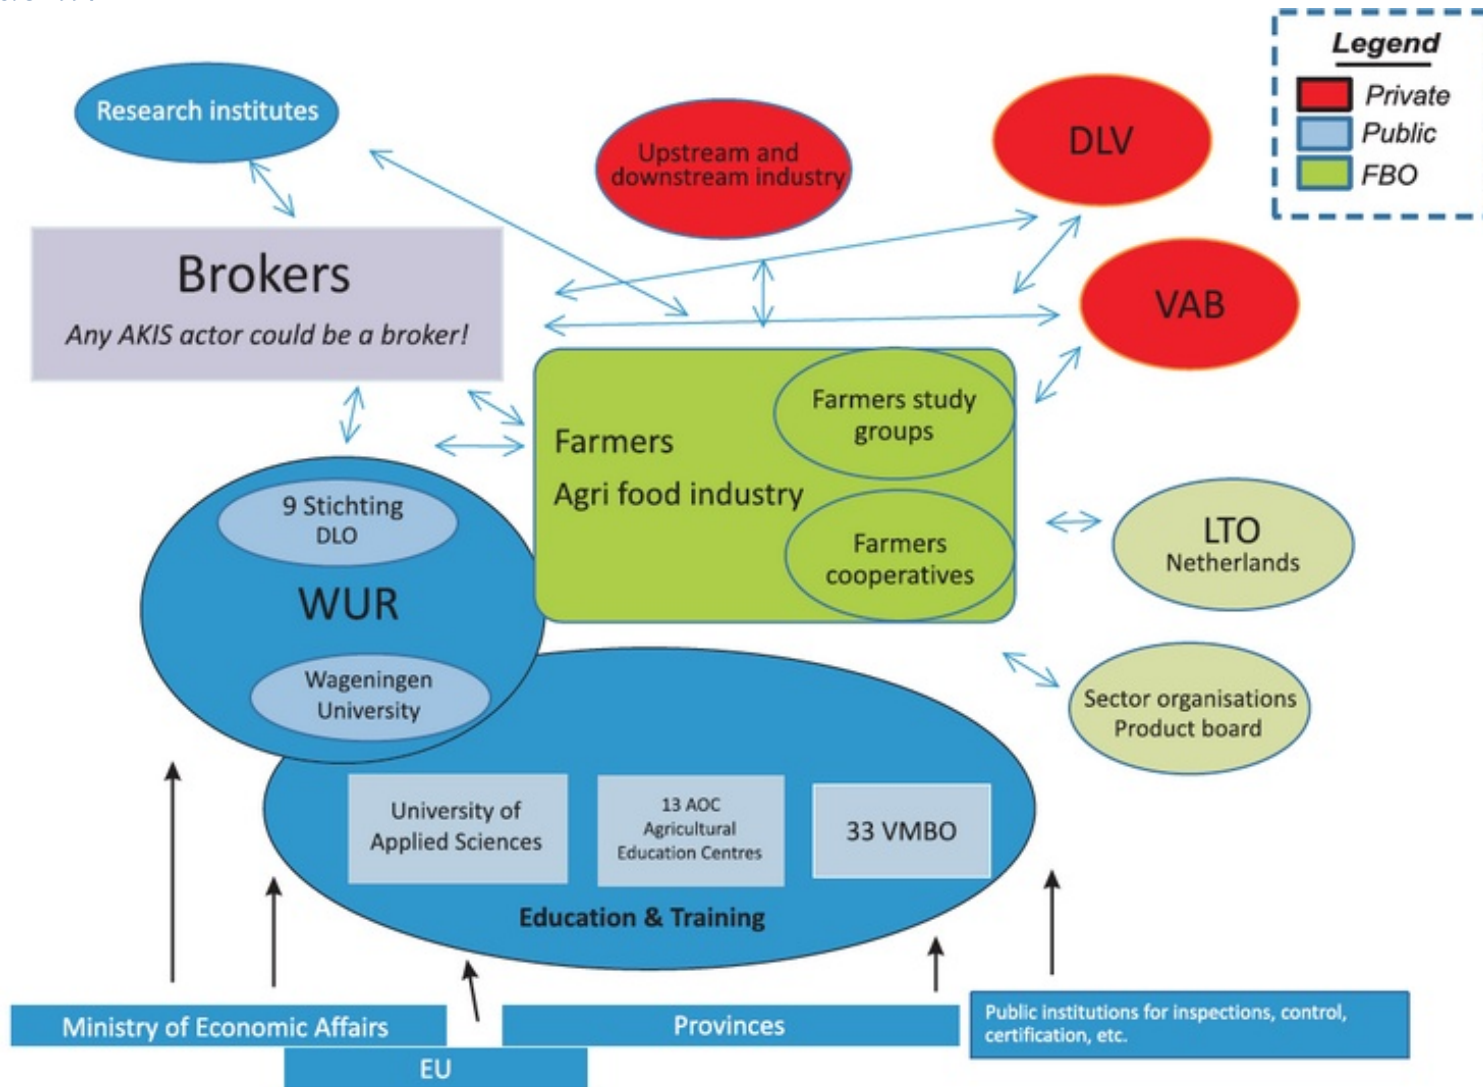 Legend
Private
Public
FBO
Research institutes
Upstream and
downstream industry
DLV
Brokers
Any AKIS actor could be a broker!
VAB
Farmers
Agri food industry
Farmers study
groups
Farmers
cooperatives
9 Stichting
DLO
WUR
Wageningen
University
LTO
Netherlands
Sector organisations
Product board
University of
Applied Sciences
13 AOC
Agricultural
Education Centres
33 VMBO
Education & Training
Ministry of Economic Affairs
EU
Provinces
Public institutions for inspections, control,
certification, etc.